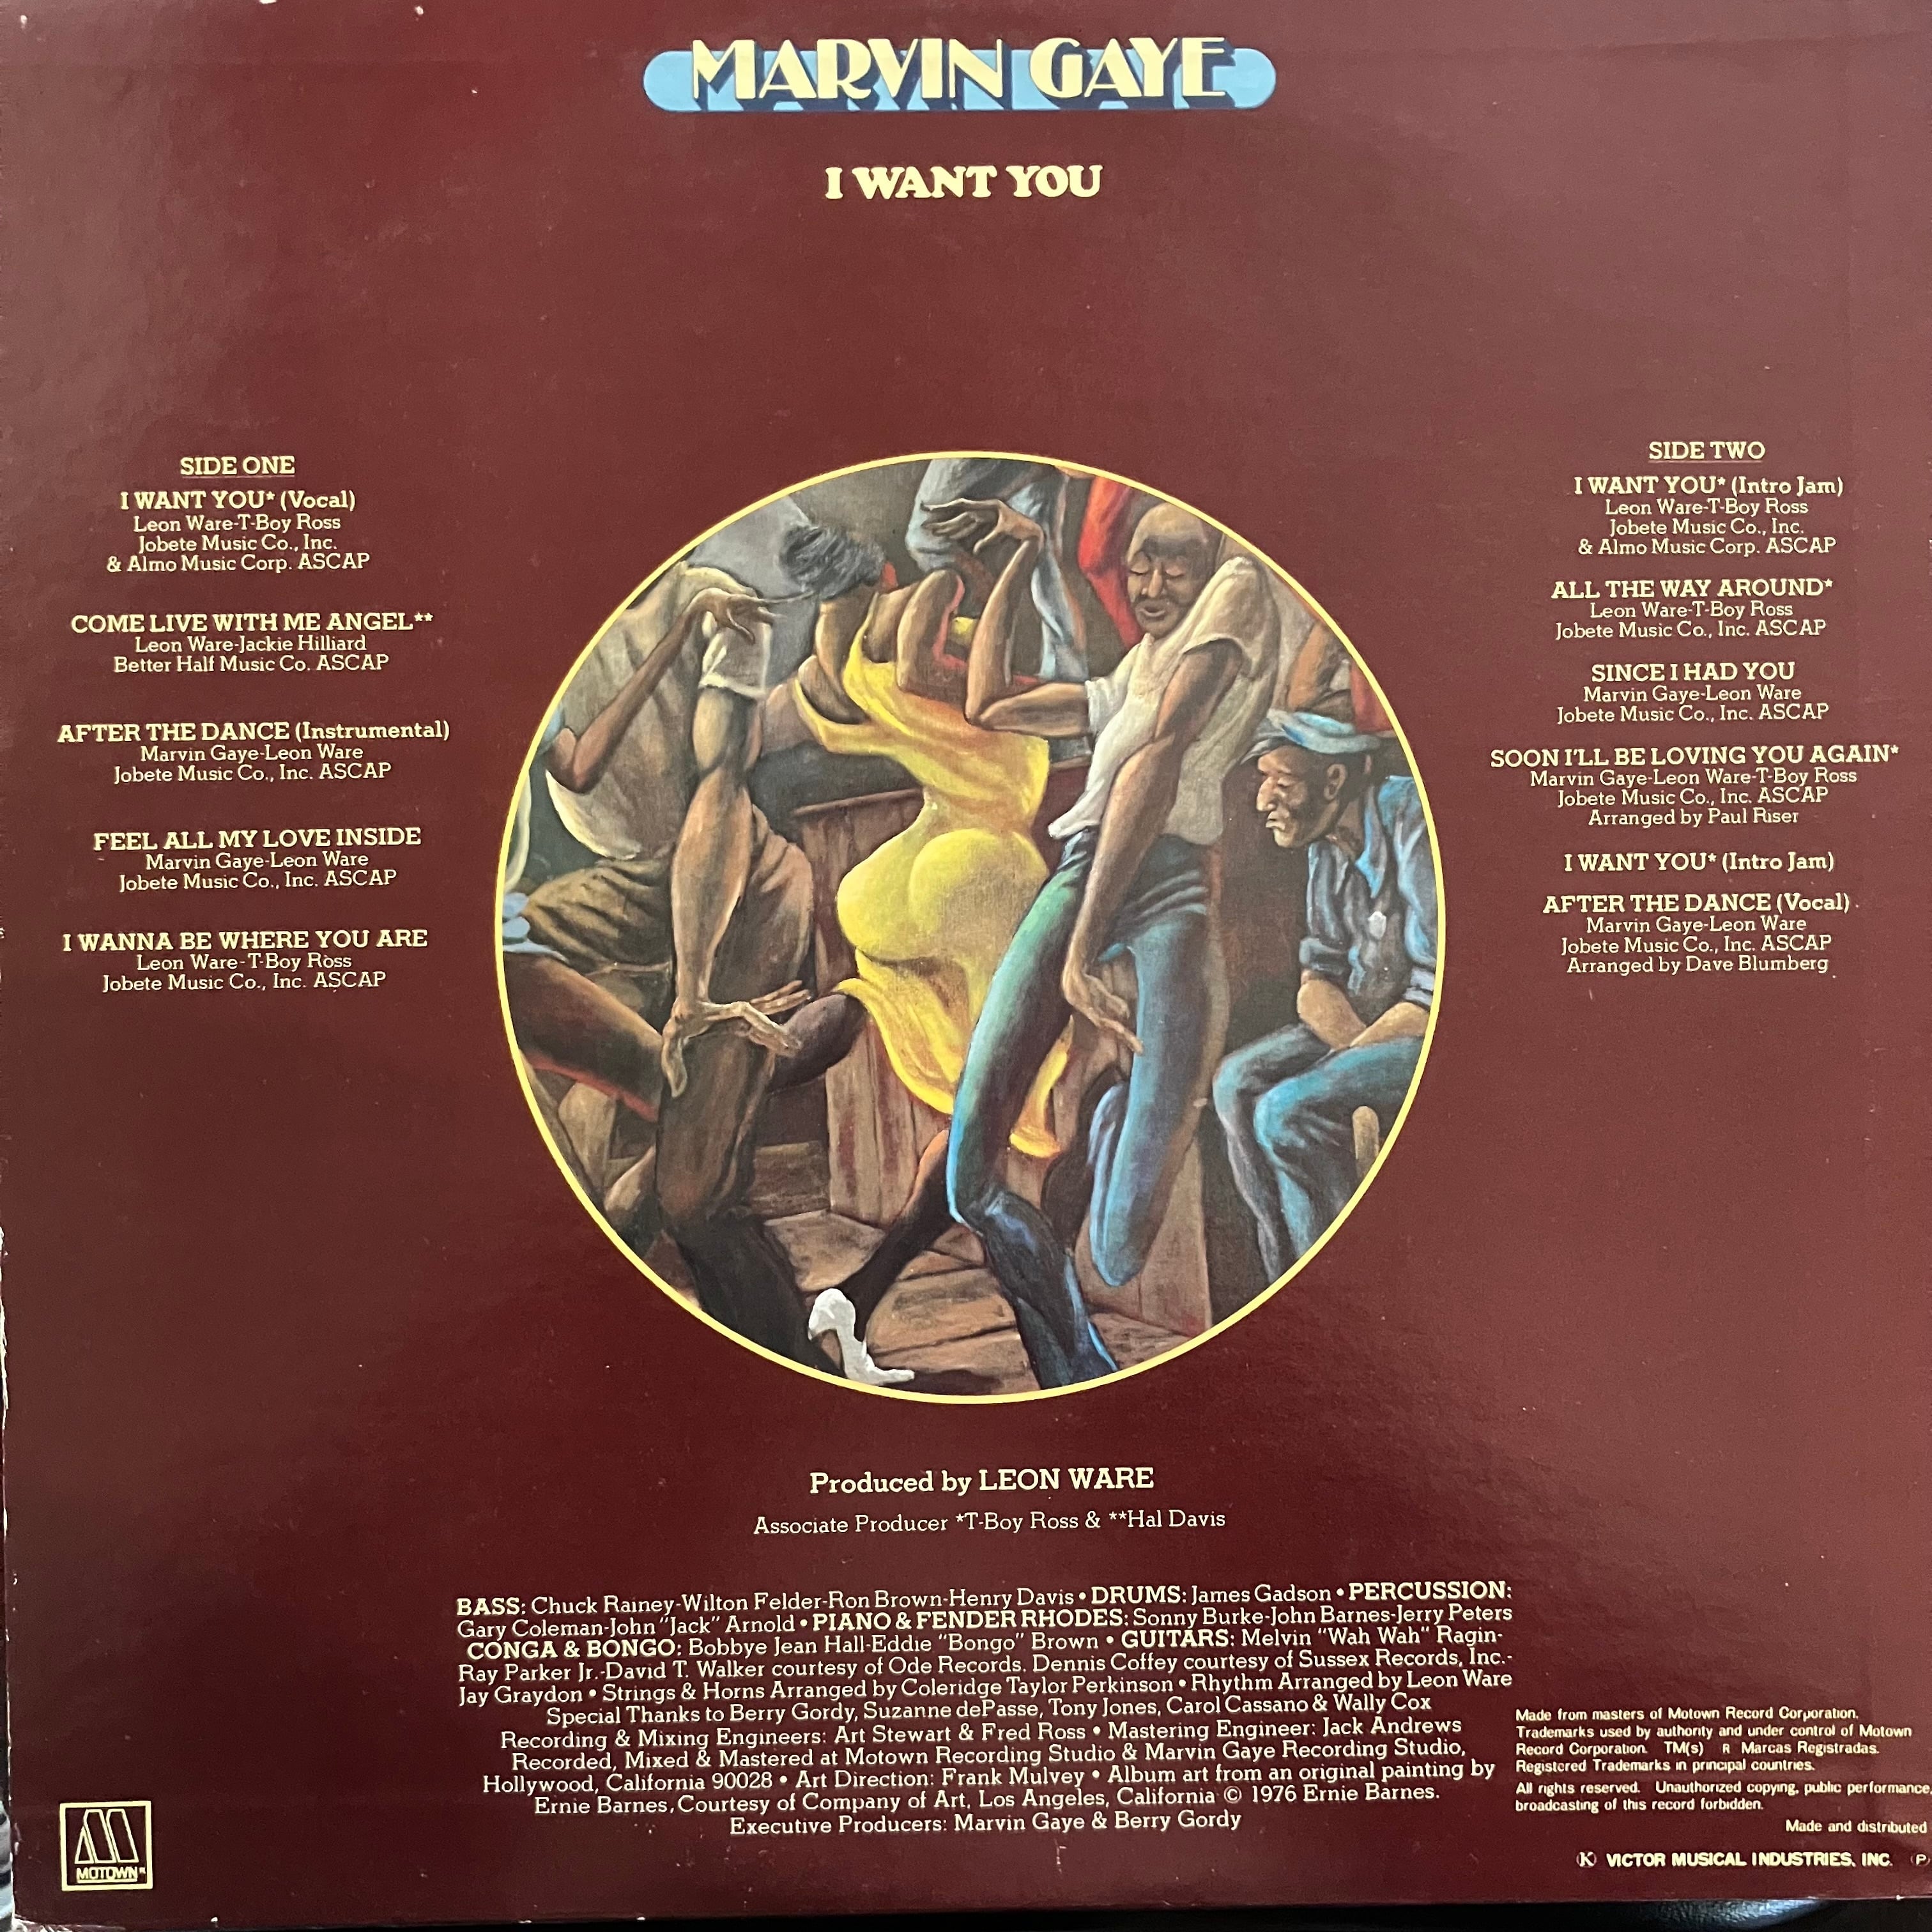 MARVIN GAYE
I WANT YOU
SIDE ONE
I WANT YOU* (Vocal)
Leon Ware-T-Boy Ross
Jobete Music Co., Inc.
& Almo Music Corp. ASCAP
COME LIVE WITH ME ANGEL**
Leon Ware-Jackie Hilliard
Better Half Music Co. ASCAP
AFTER THE DANCE (Instrumental)
Marvin Gaye-Leon Ware
Jobete Music Co., Inc. ASCAP
FEEL ALL MY LOVE INSIDE
Marvin Gaye-Leon Ware
Jobete Music Co., Inc. ASCAP
I WANNA BE WHERE YOU ARE
Leon Ware-T-Boy Ross
Jobete Music Co., Inc. ASCAP
SIDE TWO
I WANT YOU* (Intro Jam)
Leon Ware-T-Boy Ross
Jobete Music Co., Inc.
& Almo Music Corp. ASCAP
ALL THE WAY AROUND*
Leon Ware-T-Boy Ross
Jobete Music Co., Inc. ASCAP
SINCE I HAD YOU
Marvin Gaye-Leon Ware
Jobete Music Co., Inc. ASCAP
SOON I'LL BE LOVING YOU AGAIN*
Marvin Gaye-Leon Ware-T-Boy Ross
Jobete Music Co., Inc. ASCAP
Arranged by Paul Riser
I WANT YOU* (Intro Jam)
AFTER THE DANCE (Vocal)
Marvin Gaye-Leon Ware
Jobete Music Co., Inc. ASCAP
Arranged by Dave Blumberg
Produced by LEON WARE
Associate Producer *T-Boy Ross & **Hal Davis
BASS: Chuck Rainey-Wilton Felder-Ron Brown-Henry Davis • DRUMS: James Gadson • PERCUSSION:
Gary Coleman-John "Jack" Arnold • PIANO & FENDER RHODES: Sonny Burke-John Barnes-Jerry Peters
CONGA & BONGO: Bobbye Jean Hall-Eddie "Bongo" Brown • GUITARS: Melvin "Wah Wah" Ragin-
Ray Parker Jr.-David T. Walker courtesy of Ode Records. Dennis Coffey courtesy of Sussex Records, Inc.-
Jay Graydon • Strings & Horns Arranged by Coleridge Taylor Perkinson • Rhythm Arranged by Leon Ware
Special Thanks to Berry Gordy, Suzanne dePasse, Tony Jones, Carol Cassano & Wally Cox
Recording & Mixing Engineers: Art Stewart & Fred Ross • Mastering Engineer: Jack Andrews
Recorded, Mixed & Mastered at Motown Recording Studio & Marvin Gaye Recording Studio,
Hollywood, California 90028 • Art Direction: Frank Mulvey • Album art from an original painting by
Ernie Barnes, Courtesy of Company of Art, Los Angeles, California © 1976 Ernie Barnes.
Executive Producers: Marvin Gaye & Berry Gordy
Made from masters of Motown Record Corporation.
Trademarks used by authority and under control of Motown
Record Corporation. TM(s) R Marcas Registradas.
Registered Trademarks in principal countries.
All rights reserved. Unauthorized copying, public performance,
broadcasting of this record forbidden.
Made and distributed
K VICTOR MUSICAL INDUSTRIES, INC. ℗
MOTOWN